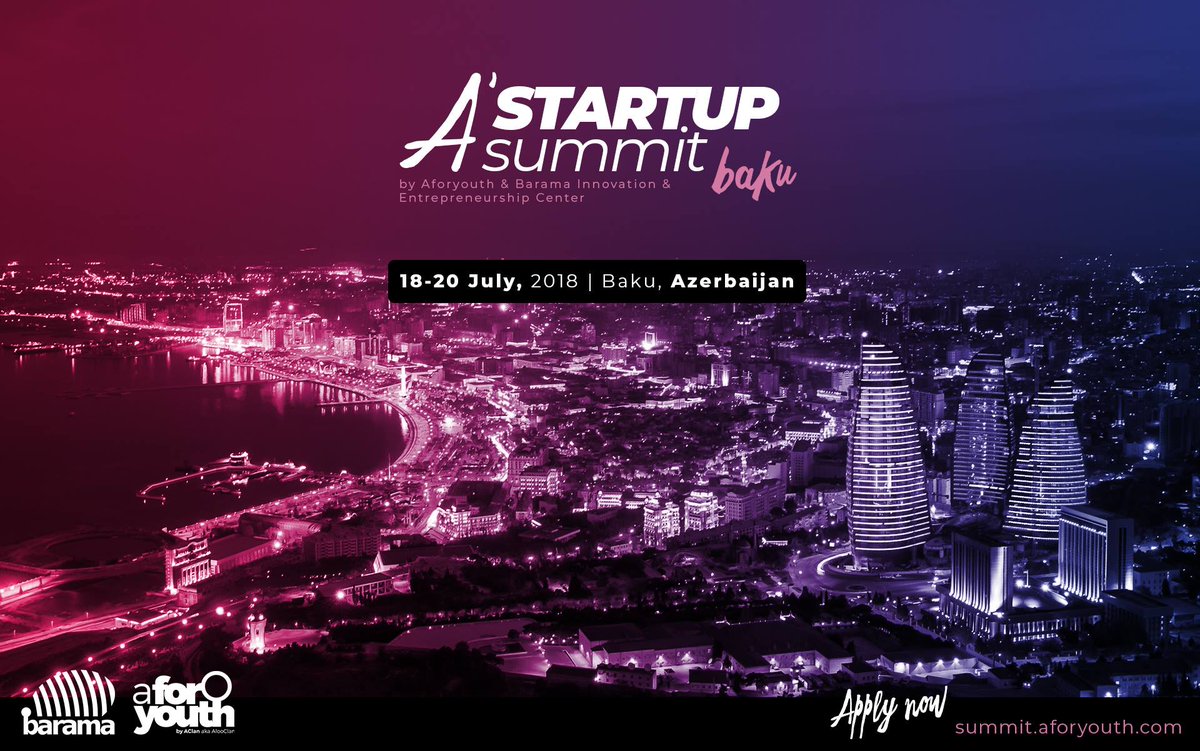 A'STARTUP
summit baku
by Aforyouth & Barama Innovation &
Entrepreneurship Center
18-20 July, 2018 | Baku, Azerbaijan
barama
afor
youth
by AClan aka AlooClan
Apply now
summit.aforyouth.com